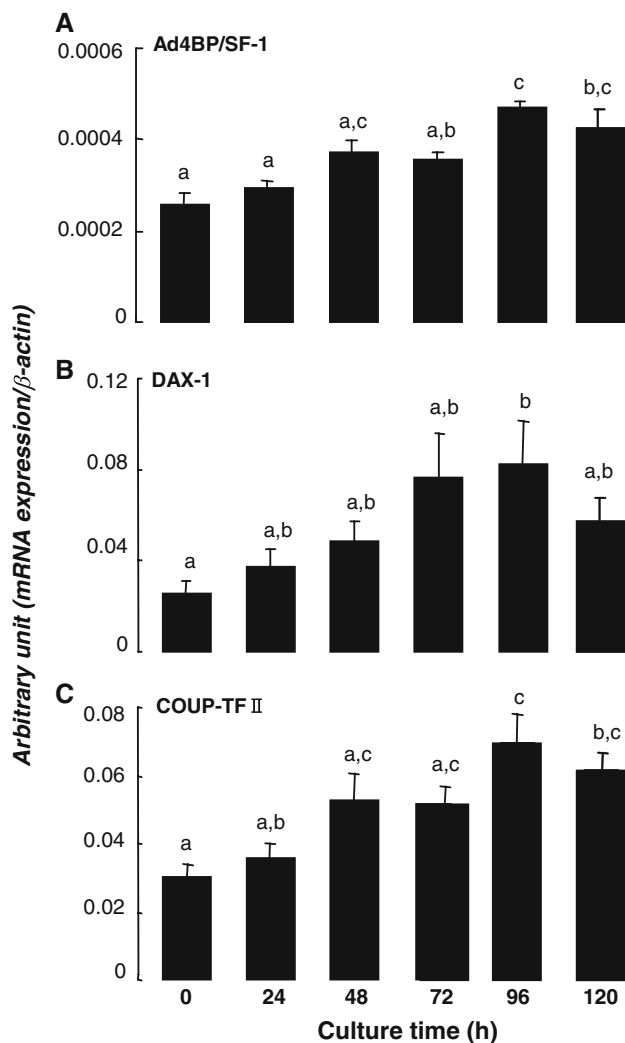 A
Ad4BP/SF-1
0.0006
0.0004
0.0002
0
a
a
a,c
a,b
c
b,c
B
DAX-1
0.12
0.08
0.04
0
a
a,b
a,b
a,b
b
a,b
C
COUP-TF Ⅱ
0.08
0.06
0.04
0.02
0
a
a,b
a,c
a,c
c
b,c
0 24 48 72 96 120
Culture time (h)
Arbitrary unit (mRNA expression/β-actin)